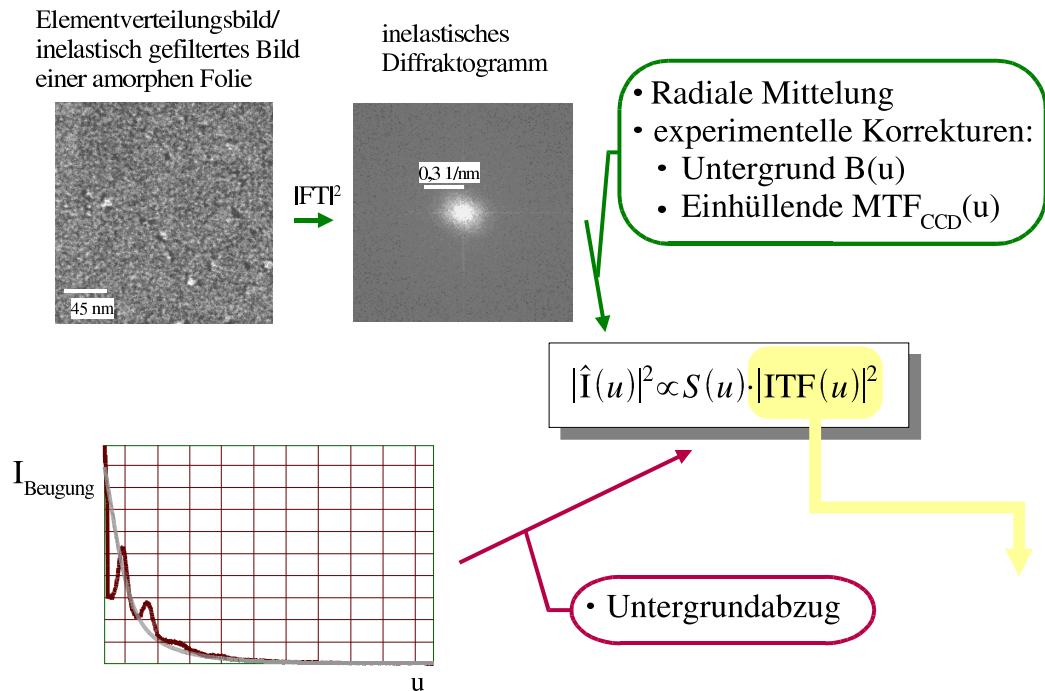 Elementverteilungsbild/
inelastisch gefiltertes Bild
einer amorphen Folie
inelastisches
Diffraktogramm
45 nm
|FT|²
0,3 1/nm
• Radiale Mittelung
• experimentelle Korrekturen:
• Untergrund B(u)
• Einhüllende MTF_CCD(u)
|Î(u)|²∝S(u)·|ITF(u)|²
I_Beugung
u
• Untergrundabzug